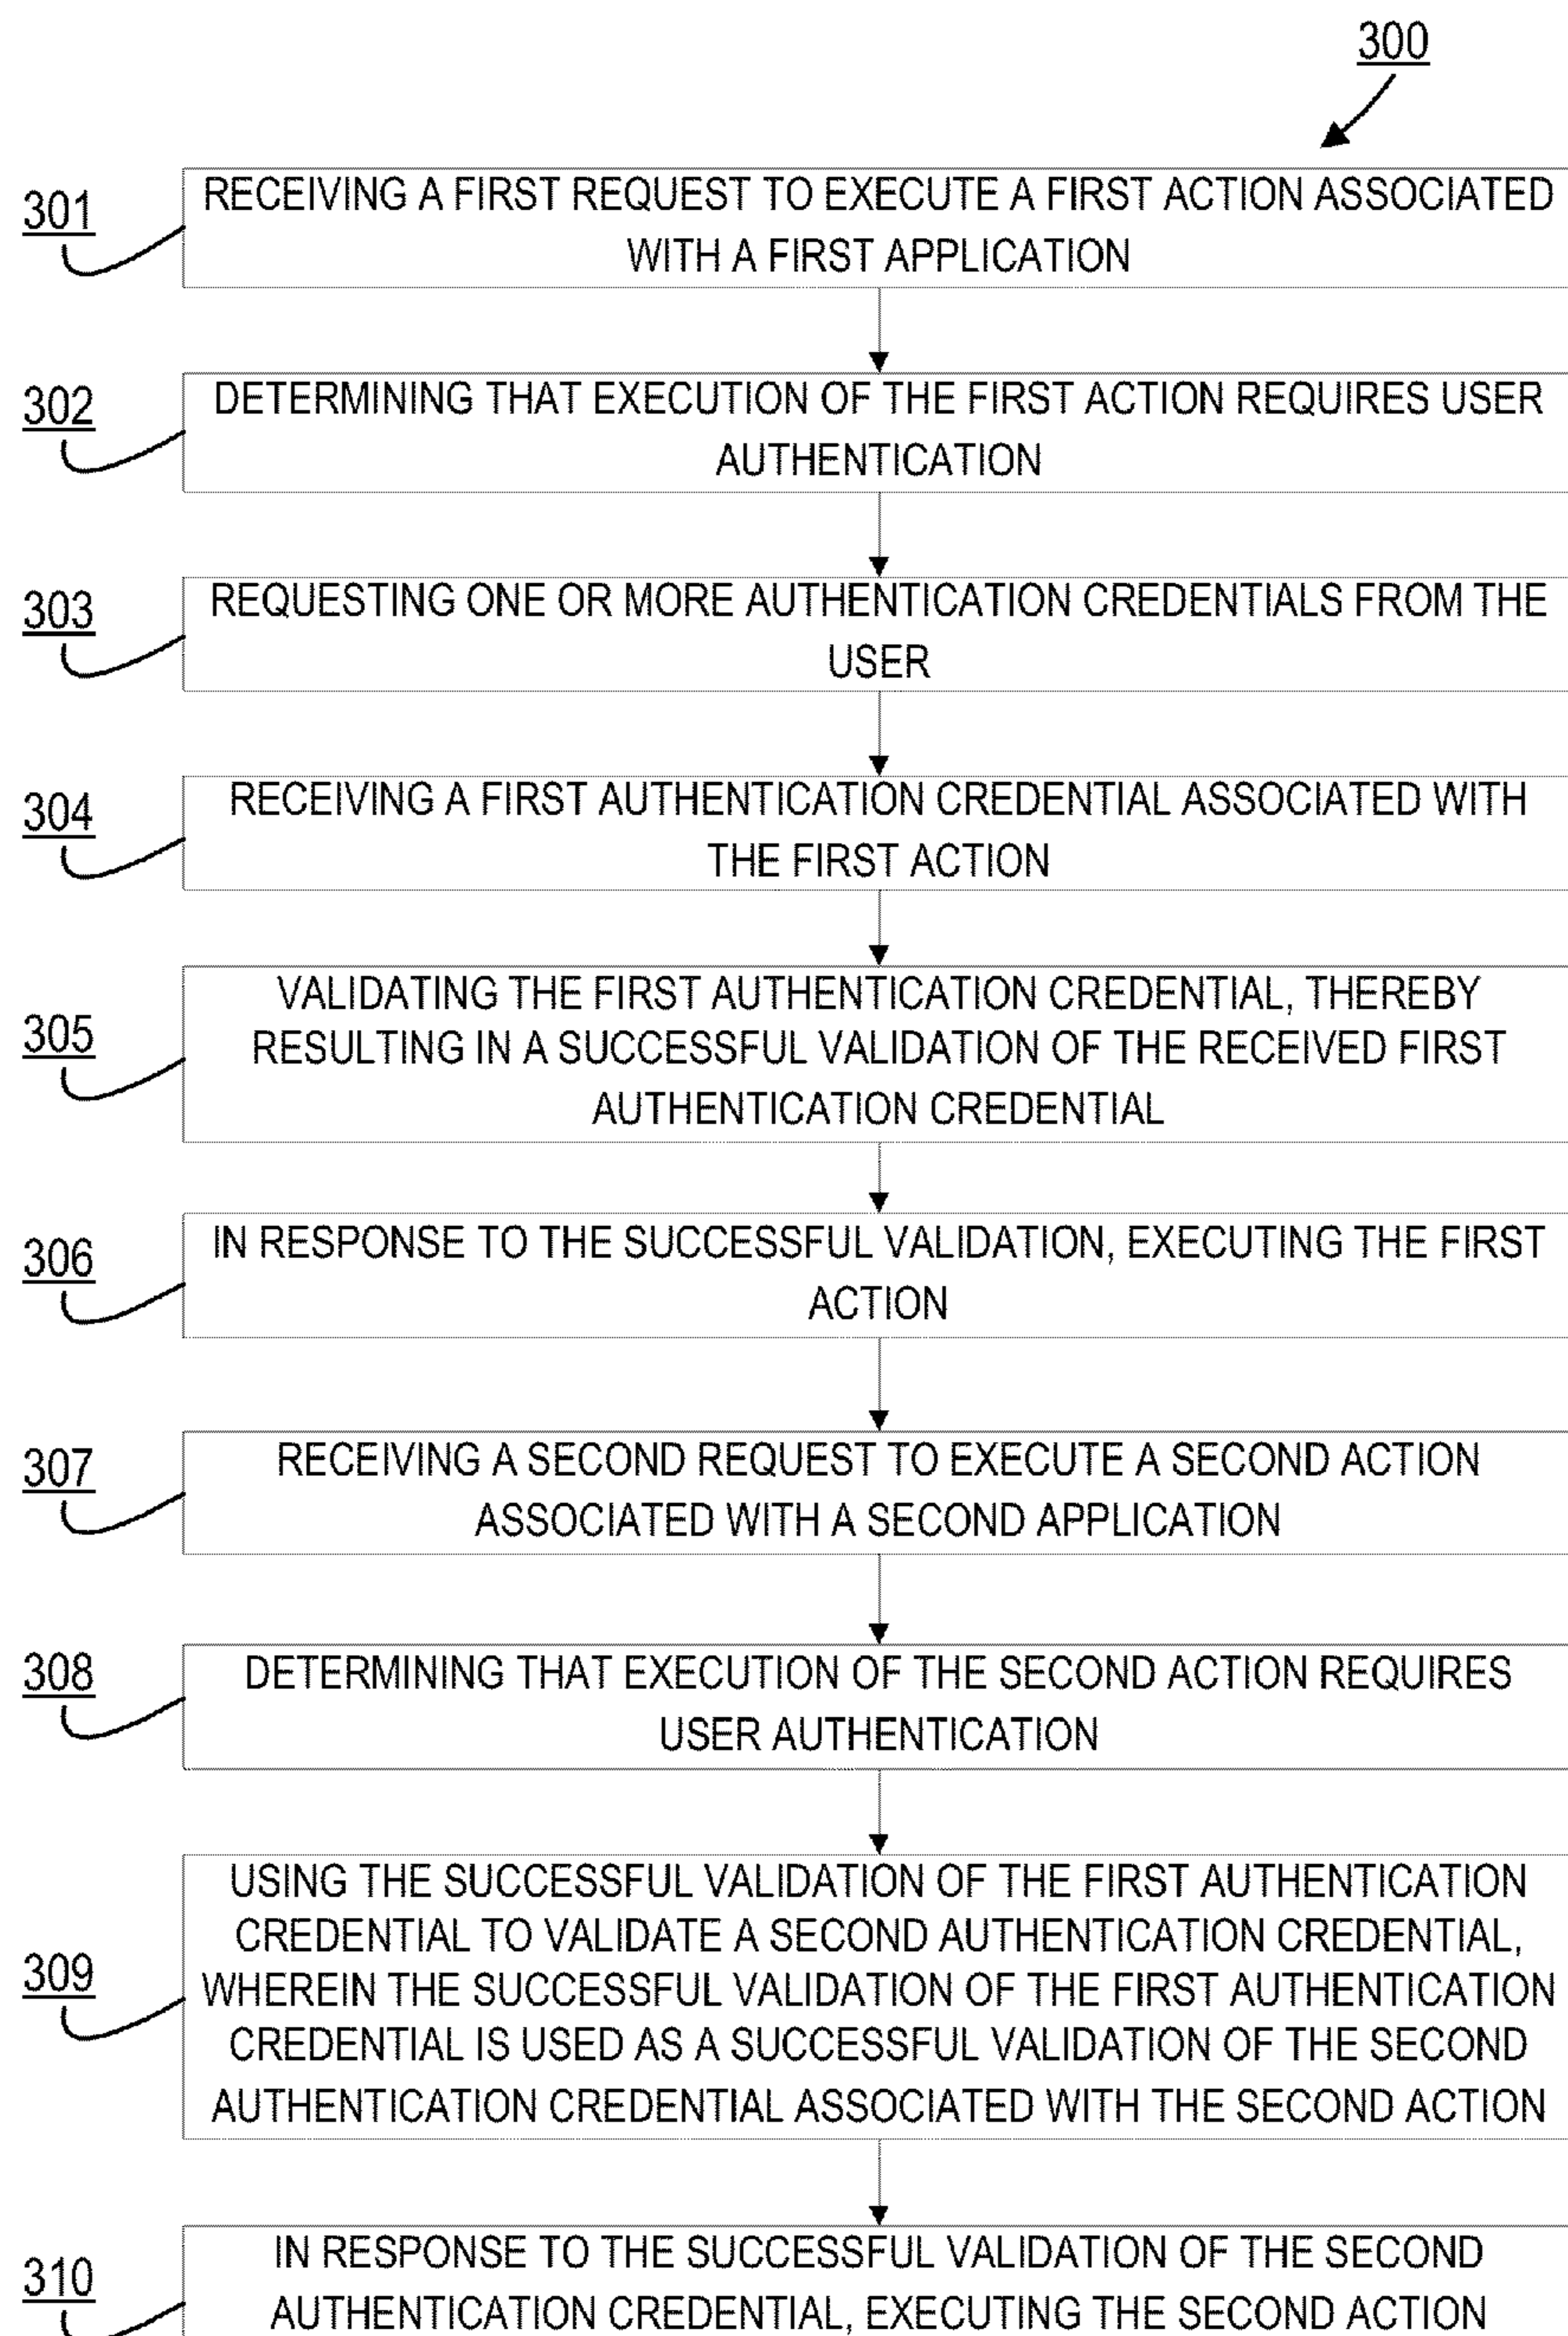 300
301
RECEIVING A FIRST REQUEST TO EXECUTE A FIRST ACTION ASSOCIATED
WITH A FIRST APPLICATION
302
DETERMINING THAT EXECUTION OF THE FIRST ACTION REQUIRES USER
AUTHENTICATION
303
REQUESTING ONE OR MORE AUTHENTICATION CREDENTIALS FROM THE
USER
304
RECEIVING A FIRST AUTHENTICATION CREDENTIAL ASSOCIATED WITH
THE FIRST ACTION
305
VALIDATING THE FIRST AUTHENTICATION CREDENTIAL, THEREBY
RESULTING IN A SUCCESSFUL VALIDATION OF THE RECEIVED FIRST
AUTHENTICATION CREDENTIAL
306
IN RESPONSE TO THE SUCCESSFUL VALIDATION, EXECUTING THE FIRST
ACTION
307
RECEIVING A SECOND REQUEST TO EXECUTE A SECOND ACTION
ASSOCIATED WITH A SECOND APPLICATION
308
DETERMINING THAT EXECUTION OF THE SECOND ACTION REQUIRES
USER AUTHENTICATION
309
USING THE SUCCESSFUL VALIDATION OF THE FIRST AUTHENTICATION
CREDENTIAL TO VALIDATE A SECOND AUTHENTICATION CREDENTIAL,
WHEREIN THE SUCCESSFUL VALIDATION OF THE FIRST AUTHENTICATION
CREDENTIAL IS USED AS A SUCCESSFUL VALIDATION OF THE SECOND
AUTHENTICATION CREDENTIAL ASSOCIATED WITH THE SECOND ACTION
310
IN RESPONSE TO THE SUCCESSFUL VALIDATION OF THE SECOND
AUTHENTICATION CREDENTIAL, EXECUTING THE SECOND ACTION